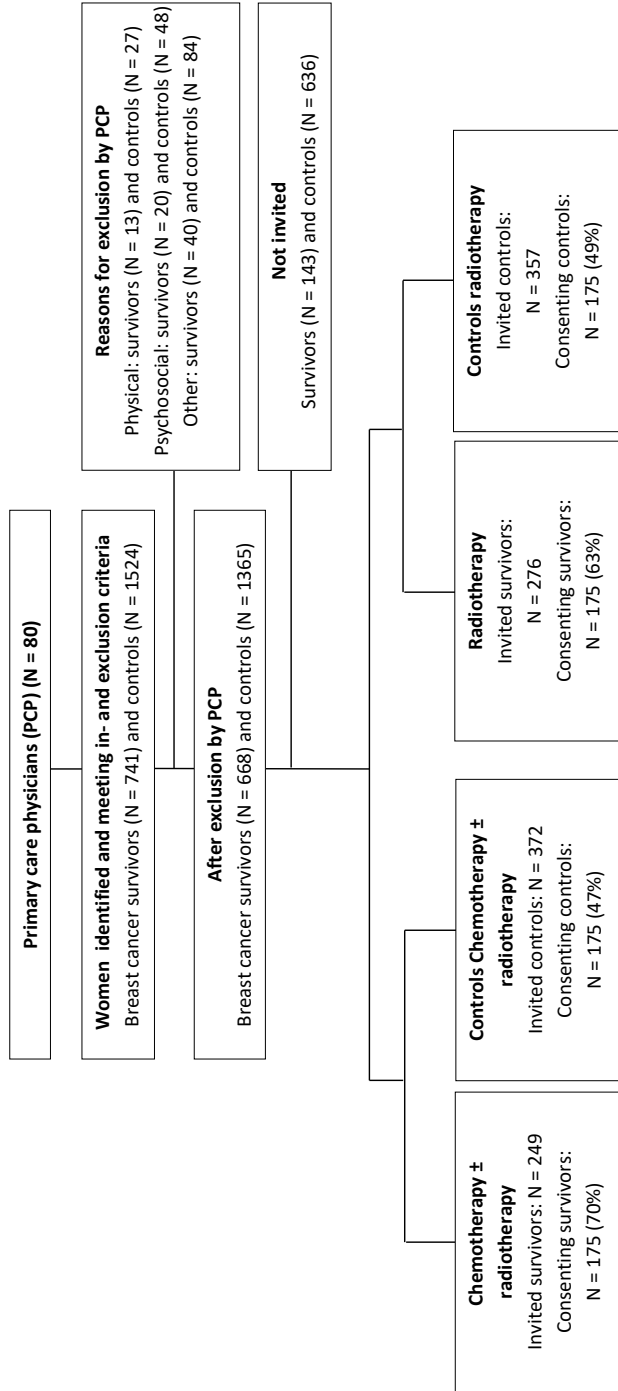 Primary care physicians (PCP) (N = 80)
Women identified and meeting in- and exclusion criteria
Breast cancer survivors (N = 741) and controls (N = 1524)
Reasons for exclusion by PCP
Physical: survivors (N = 13) and controls (N = 27)
Psychosocial: survivors (N = 20) and controls (N = 48)
Other: survivors (N = 40) and controls (N = 84)
After exclusion by PCP
Breast cancer survivors (N = 668) and controls (N = 1365)
Not invited
Survivors (N = 143) and controls (N = 636)
Chemotherapy ±
radiotherapy
Invited survivors: N = 249
Consenting survivors:
N = 175 (70%)
Controls Chemotherapy ±
radiotherapy
Invited controls: N = 372
Consenting controls:
N = 175 (47%)
Radiotherapy
Invited survivors:
N = 276
Consenting survivors:
N = 175 (63%)
Controls radiotherapy
Invited controls:
N = 357
Consenting controls:
N = 175 (49%)